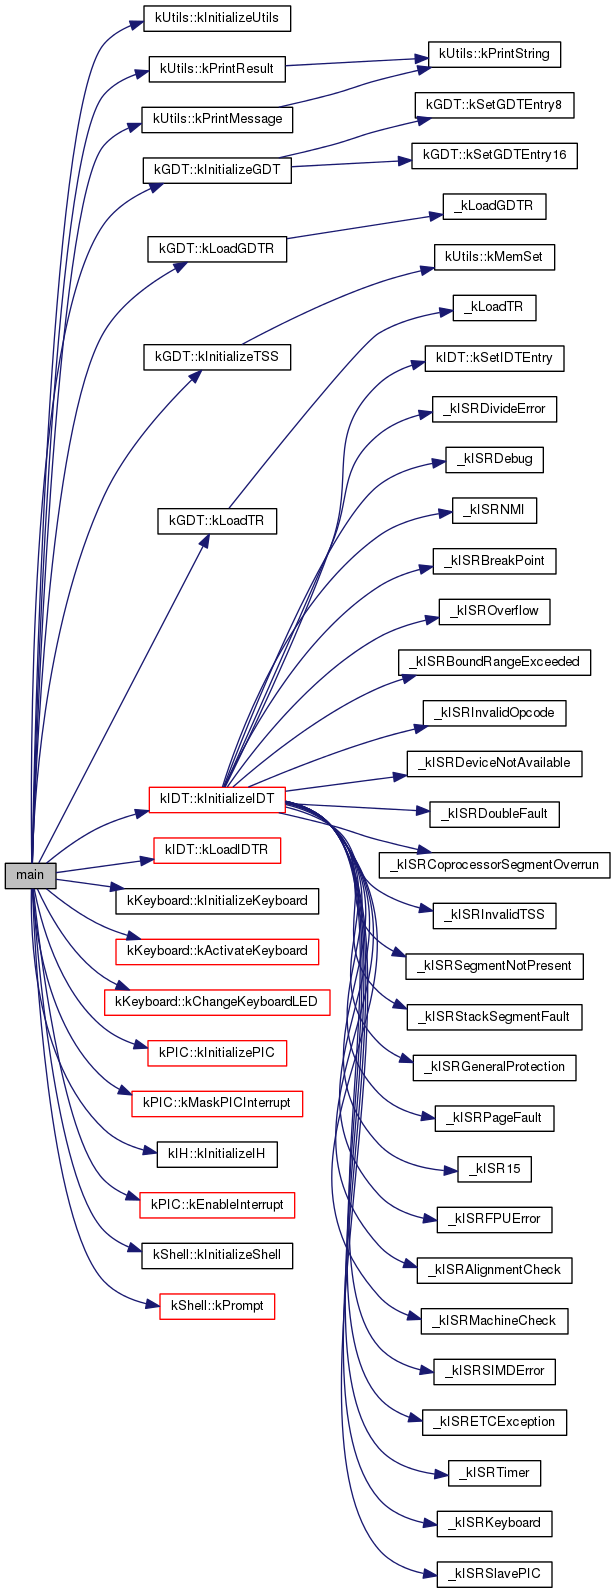 kUtils::kInitializeUtils
kUtils::kPrintResult
kUtils::kPrintString
kUtils::kPrintMessage
kGDT::kSetGDTEntry8
kGDT::kInitializeGDT
kGDT::kSetGDTEntry16
_kLoadGDTR
kGDT::kLoadGDTR
kUtils::kMemSet
_kLoadTR
kGDT::kInitializeTSS
kIDT::kSetIDTEntry
_kISRDivideError
_kISRDebug
_kISRNMI
kGDT::kLoadTR
_kISRBreakPoint
_kISROverflow
_kISRBoundRangeExceeded
_kISRInvalidOpcode
_kISRDeviceNotAvailable
kIDT::kInitializeIDT
_kISRDoubleFault
kIDT::kLoadIDTR
_kISRCoprocessorSegmentOverrun
main
kKeyboard::kInitializeKeyboard
_kISRInvalidTSS
kKeyboard::kActivateKeyboard
_kISRSegmentNotPresent
kKeyboard::kChangeKeyboardLED
_kISRStackSegmentFault
kPIC::kInitializePIC
_kISRGeneralProtection
kPIC::kMaskPICInterrupt
_kISRPageFault
kIH::kInitializeIH
_kISR15
kPIC::kEnableInterrupt
_kISRFPUError
kShell::kInitializeShell
_kISRAlignmentCheck
kShell::kPrompt
_kISRMachineCheck
_kISRSIMDError
_kISRETCException
_kISRTimer
_kISRKeyboard
_kISRSlavePIC